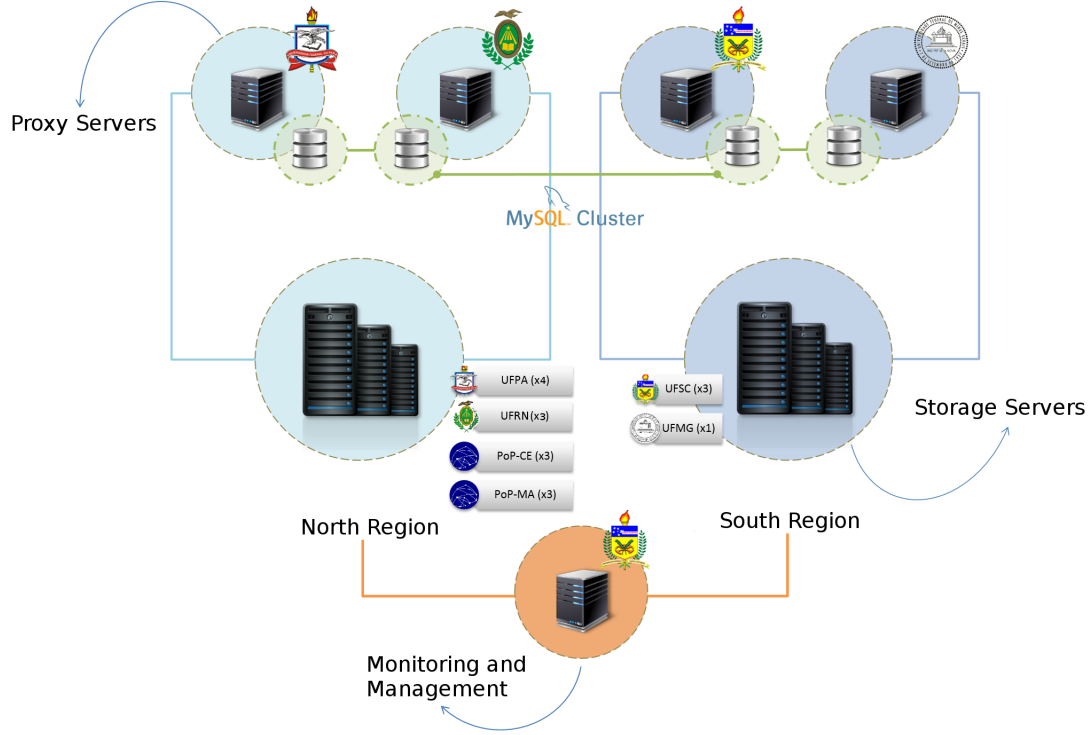 Proxy Servers
MySQL Cluster
UFPA (x4)
UFRN (x3)
PoP-CE (x3)
PoP-MA (x3)
UFSC (x3)
UFMG (x1)
Storage Servers
North Region
South Region
Monitoring and
Management